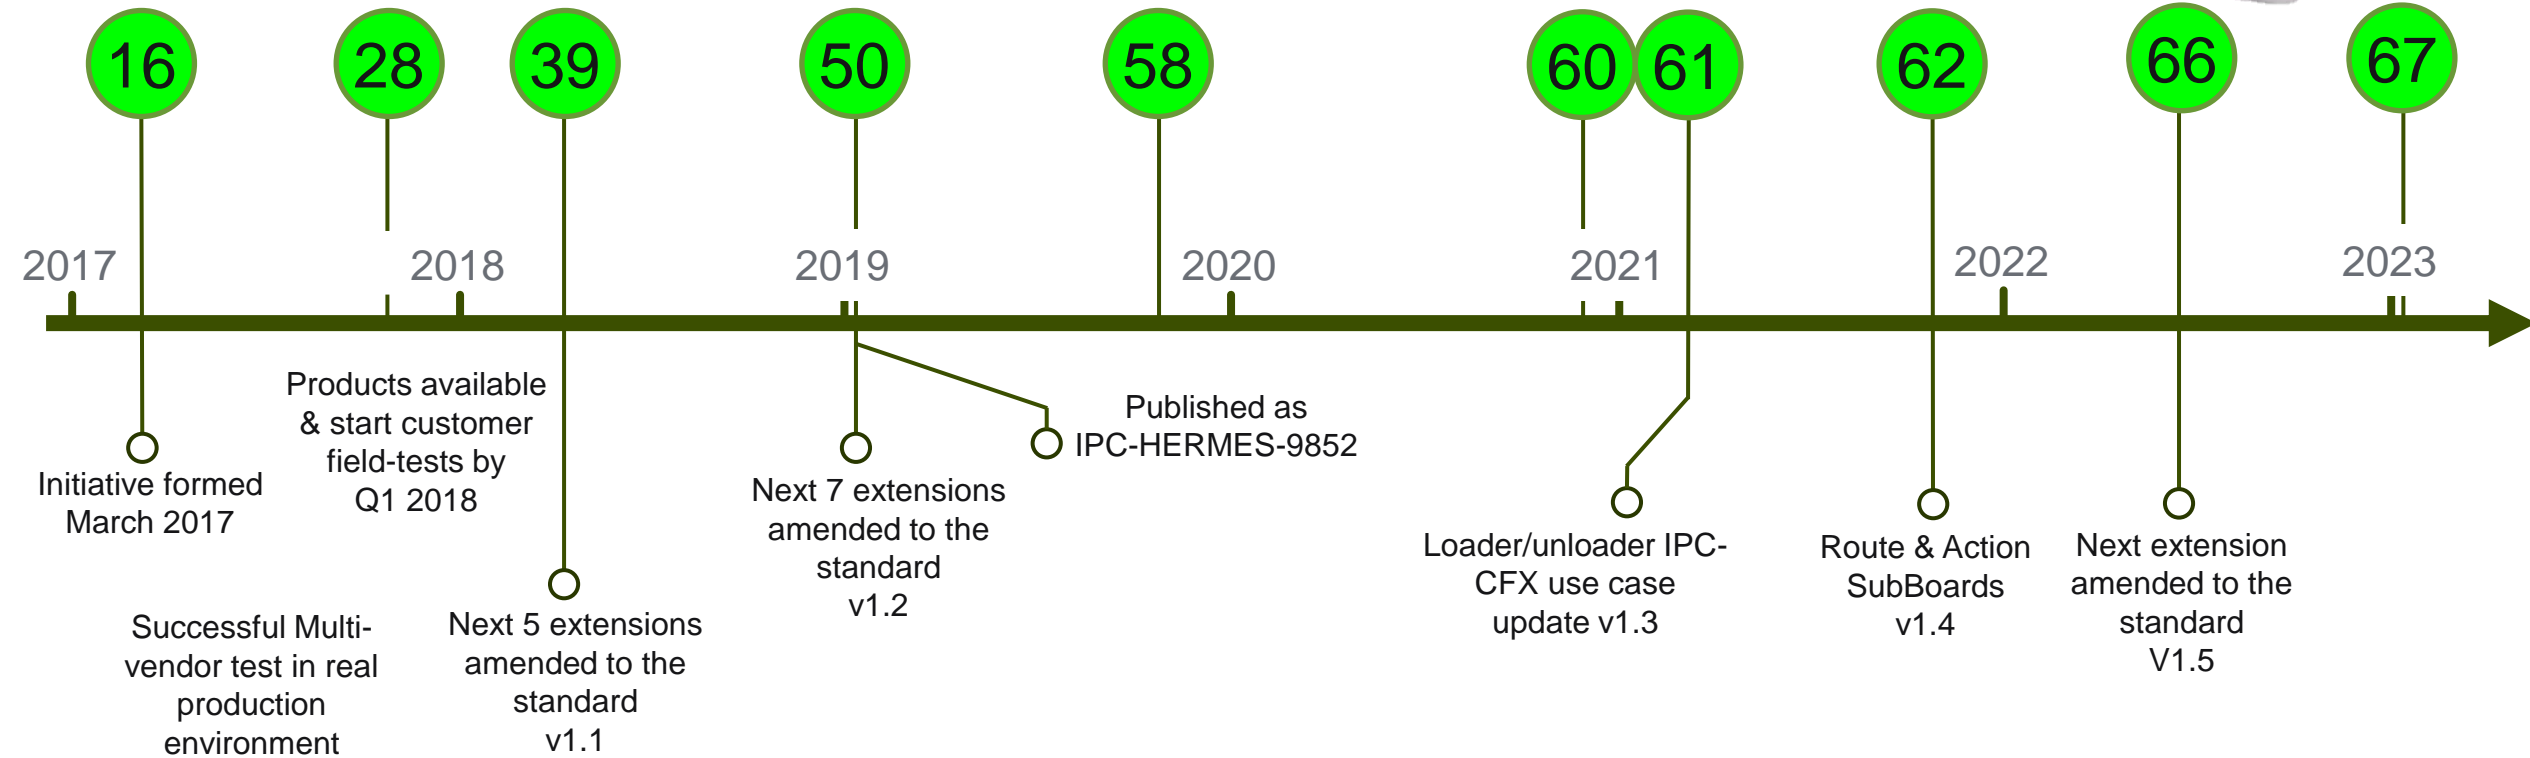 16
28
39
50
58
60
61
62
66
67
2017
2018
2019
2020
2021
2022
2023
Initiative formed
March 2017
Successful Multi-
vendor test in real
production
environment
Products available
& start customer
field-tests by
Q1 2018
Next 5 extensions
amended to the
standard
v1.1
Next 7 extensions
amended to the
standard
v1.2
Published as
IPC-HERMES-9852
Loader/unloader IPC-
CFX use case
update v1.3
Route & Action
SubBoards
v1.4
Next extension
amended to the
standard
V1.5